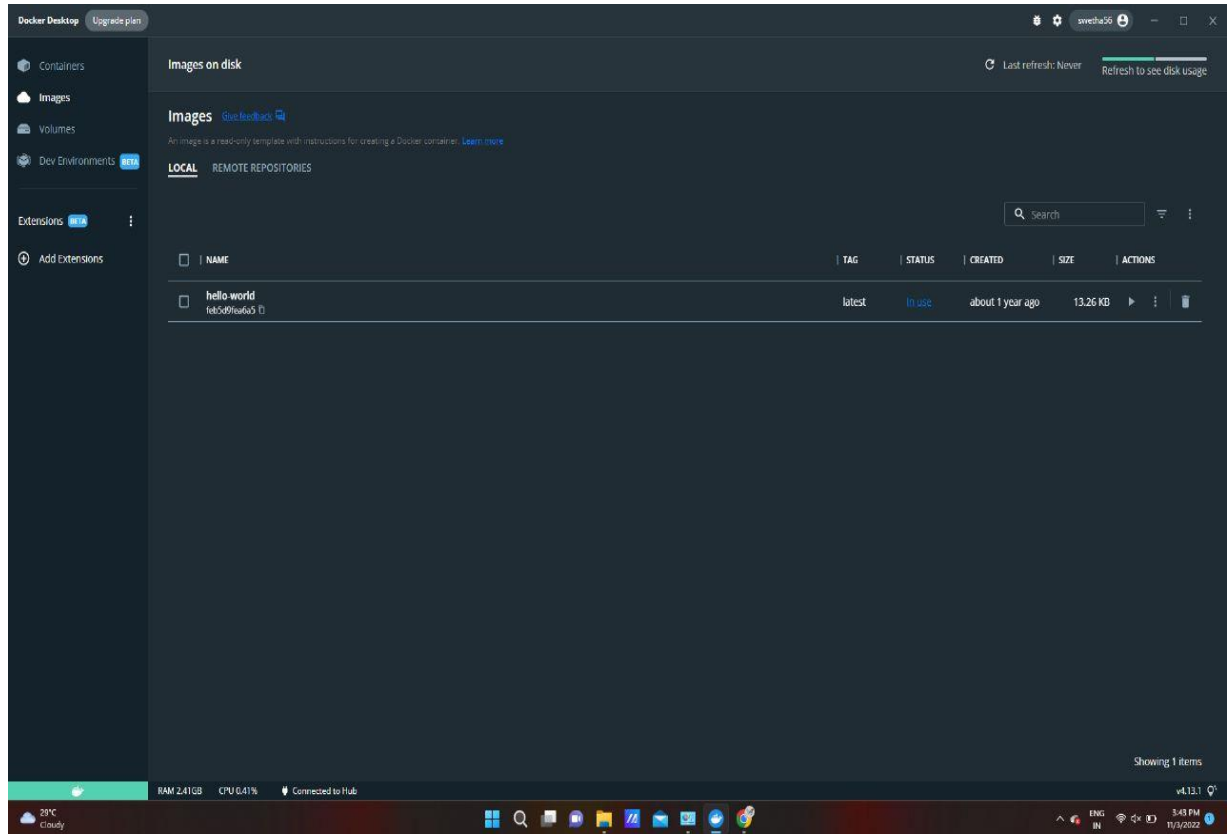 Docker Desktop Upgrade plan swetha56
Containers
Images
Volumes
Dev Environments BETA
Extensions BETA
Add Extensions
Images on disk
Last refresh: Never Refresh to see disk usage
Images Give feedback
An image is a read-only template with instructions for creating a Docker container. Learn more
LOCAL REMOTE REPOSITORIES
Search
NAME TAG STATUS CREATED SIZE ACTIONS
hello-world latest In use about 1 year ago 13.26 KB
feb5d9fea6a5
Showing 1 items
RAM 2.41GB CPU 0.41% Connected to Hub v4.13.1
29°C
Cloudy
ENG
IN
3:43 PM
11/3/2022
1